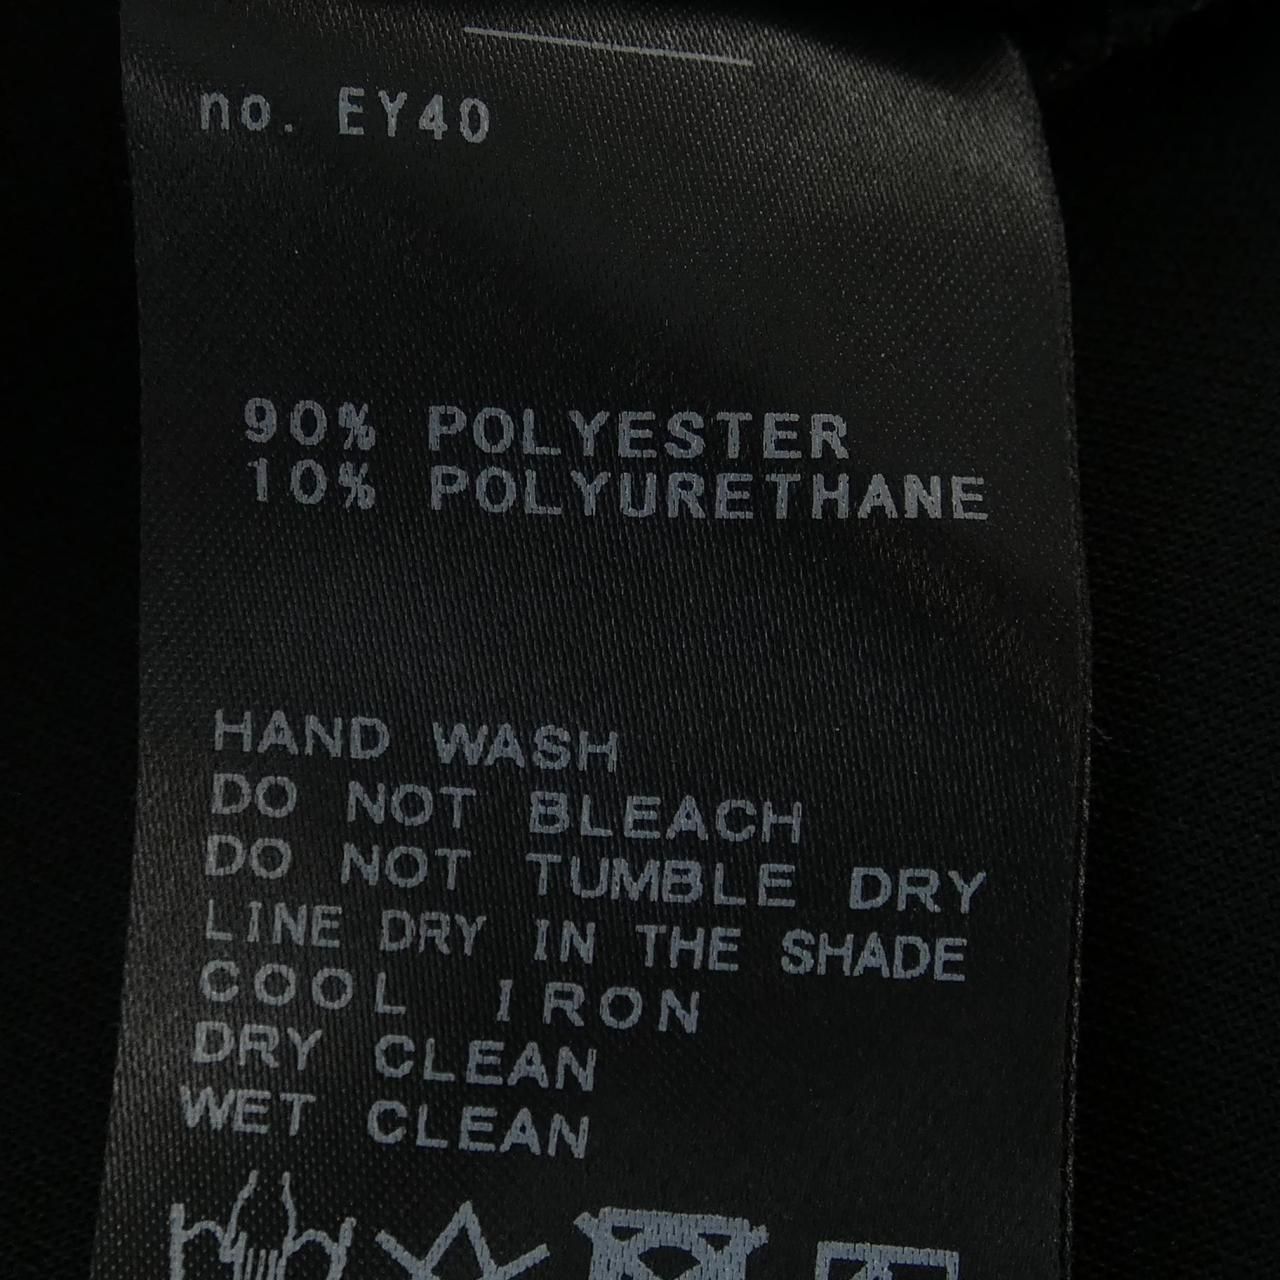 no. EY40
90% POLYESTER
10% POLYURETHANE
HAND WASH
DO NOT BLEACH
DO NOT TUMBLE DRY
LINE DRY IN THE SHADE
COOL IRON
DRY CLEAN
WET CLEAN